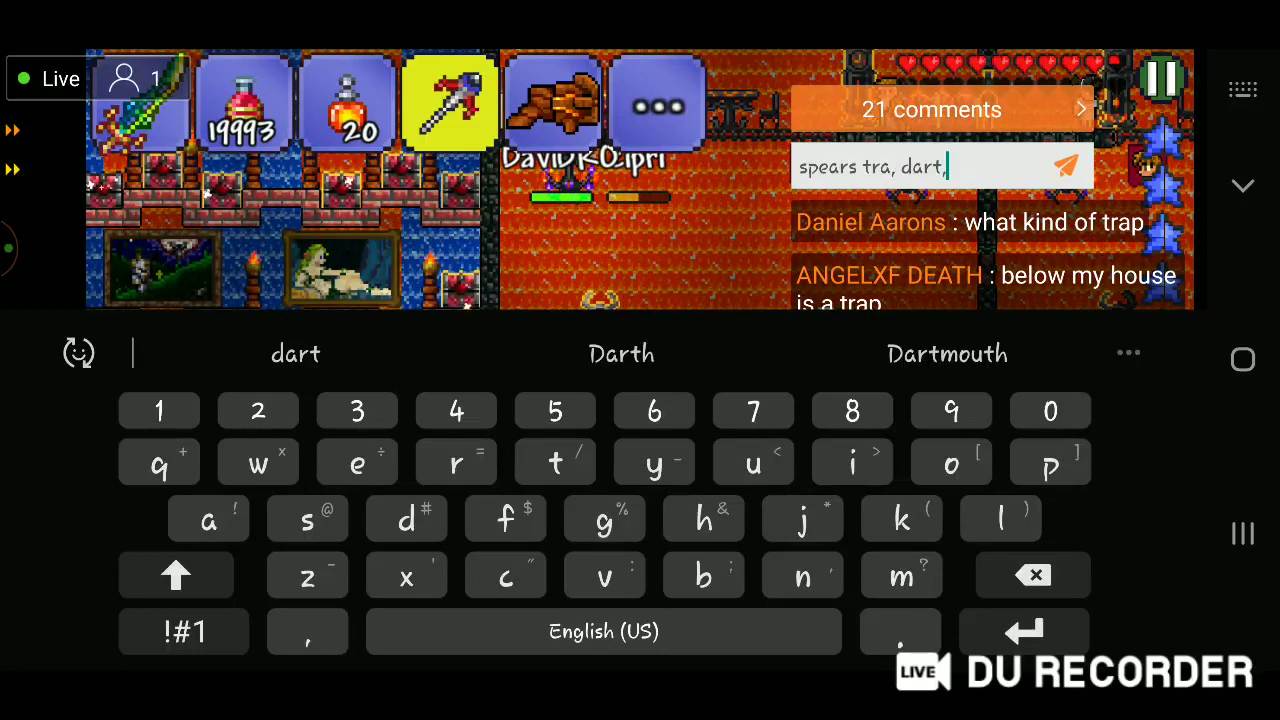 Live 1
19993
20
DaviDROzipri
21 comments
spears tra, dart,
Daniel Aarons : what kind of trap
ANGELXF DEATH : below my house
is a trap
dart Darth Dartmouth
1 2 3 4 5 6 7 8 9 0
q + w x e ÷ r = t / y - u < i > o [ p ]
a ! s @ d # f $ g % h & j * k ( l )
z - x ' c " v : b ; n , m ?
!#1 , English (US) .
LIVE DU RECORDER